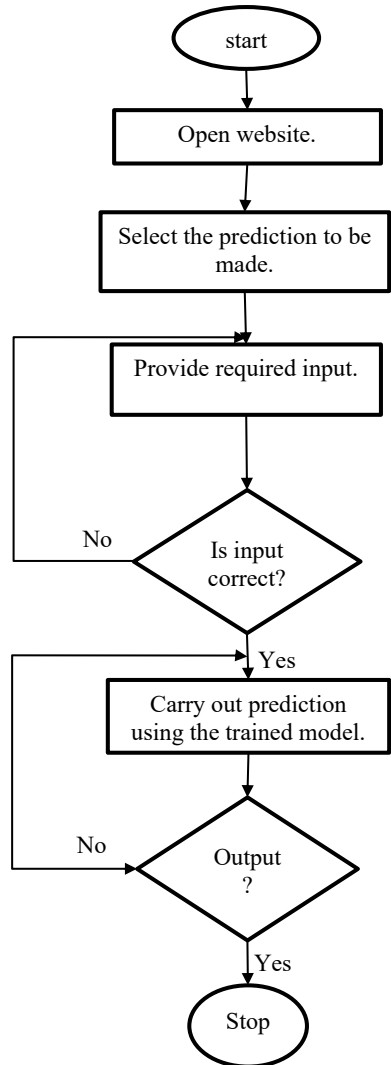 start
Open website.
Select the prediction to be
made.
Provide required input.
No
Is input
correct?
Yes
Carry out prediction
using the trained model.
No
Output
?
Yes
Stop